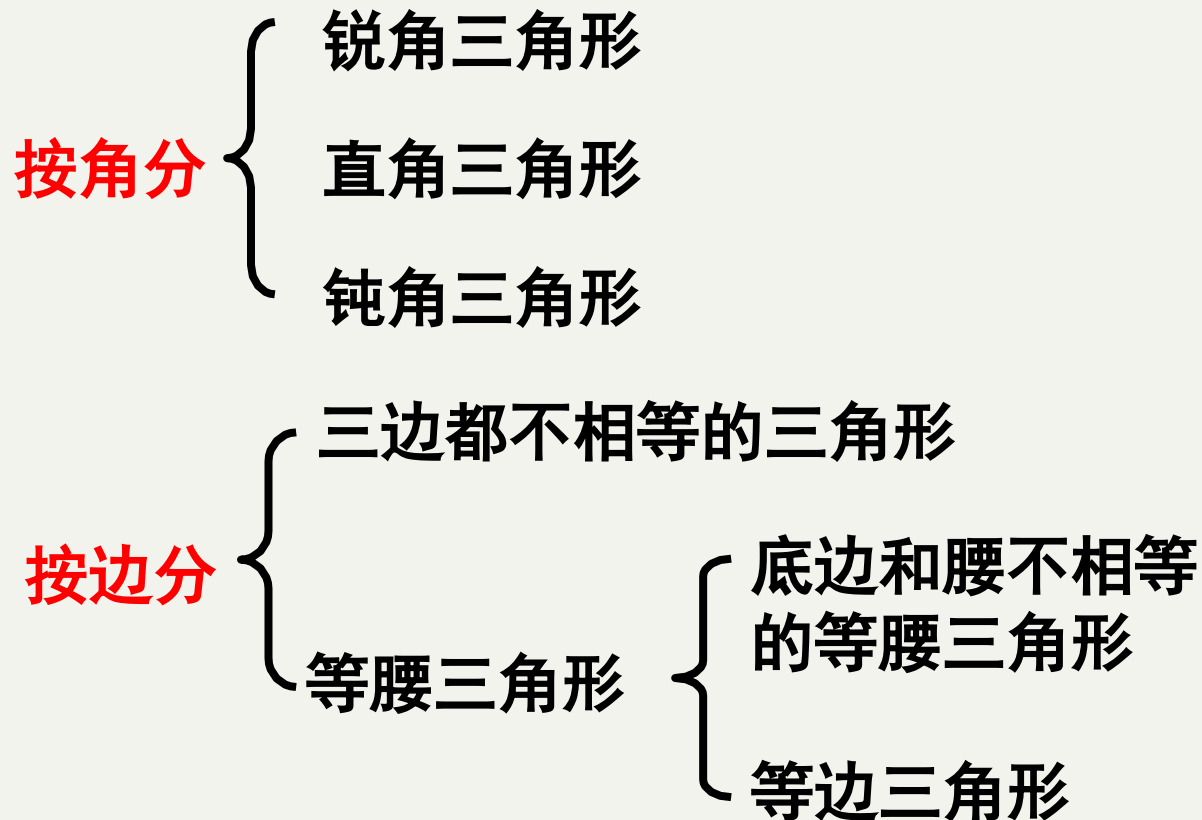 锐角三角形
按角分
直角三角形
钝角三角形
三边都不相等的三角形
按边分
底边和腰不相等
的等腰三角形
等腰三角形
等边三角形